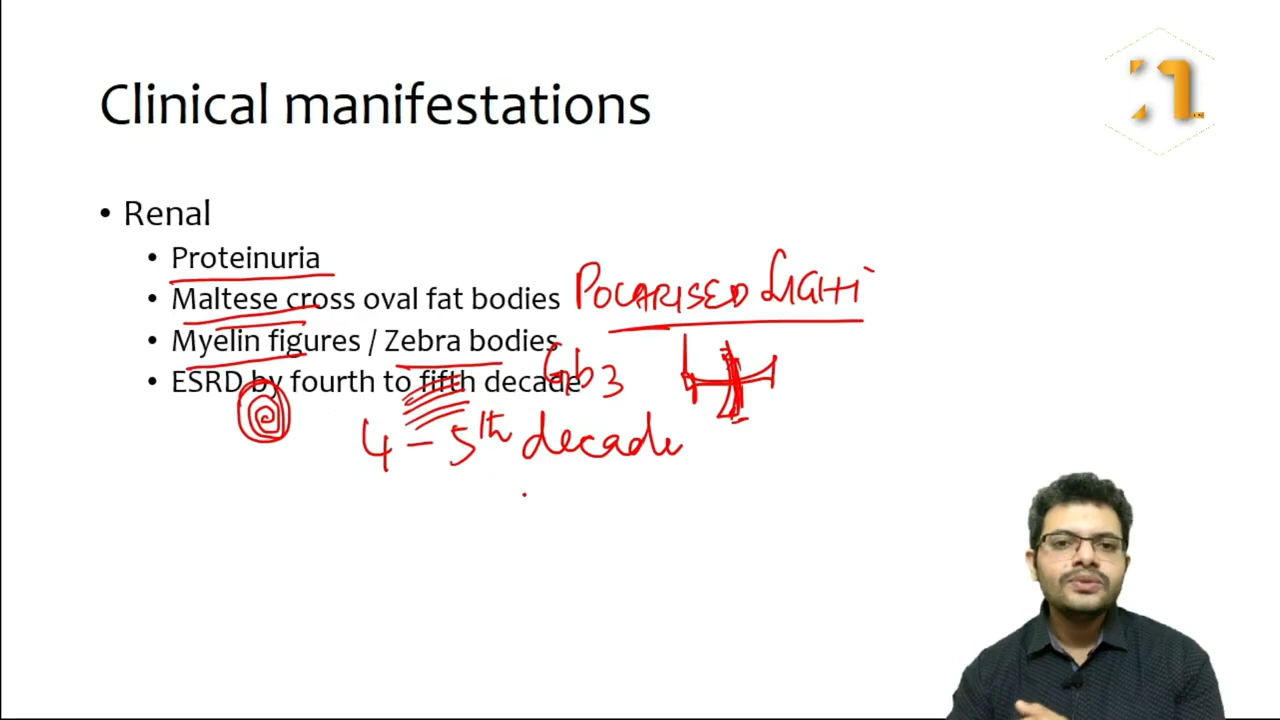 Clinical manifestations
• Renal
• Proteinuria
• Maltese cross oval fat bodies POLARISED LIGHT
• Myelin figures / Zebra bodies
Gb3
• ESRD by fourth to fifth decade
4 - 5th decade